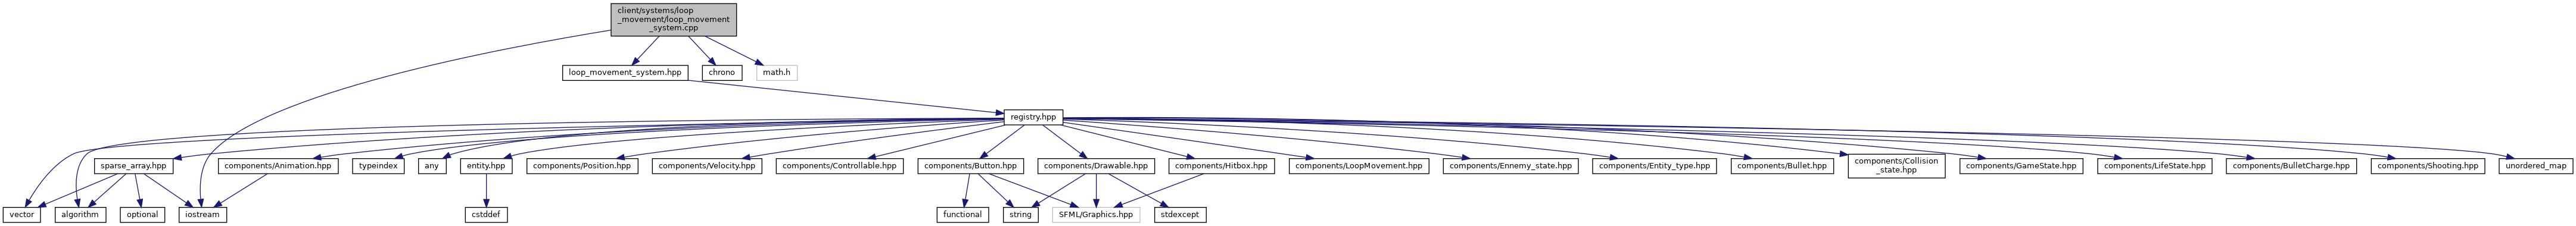 client/systems/loop
_movement/loop_movement
_system.cpp
loop_movement_system.hpp
chrono
math.h
registry.hpp
sparse_array.hpp
components/Animation.hpp
typeindex
any
entity.hpp
components/Position.hpp
components/Velocity.hpp
components/Controllable.hpp
components/Button.hpp
components/Drawable.hpp
components/Hitbox.hpp
components/LoopMovement.hpp
components/Ennemy_state.hpp
components/Entity_type.hpp
components/Bullet.hpp
components/Collision
_state.hpp
components/GameState.hpp
components/LifeState.hpp
components/BulletCharge.hpp
components/Shooting.hpp
unordered_map
vector
algorithm
optional
iostream
cstddef
functional
string
SFML/Graphics.hpp
stdexcept